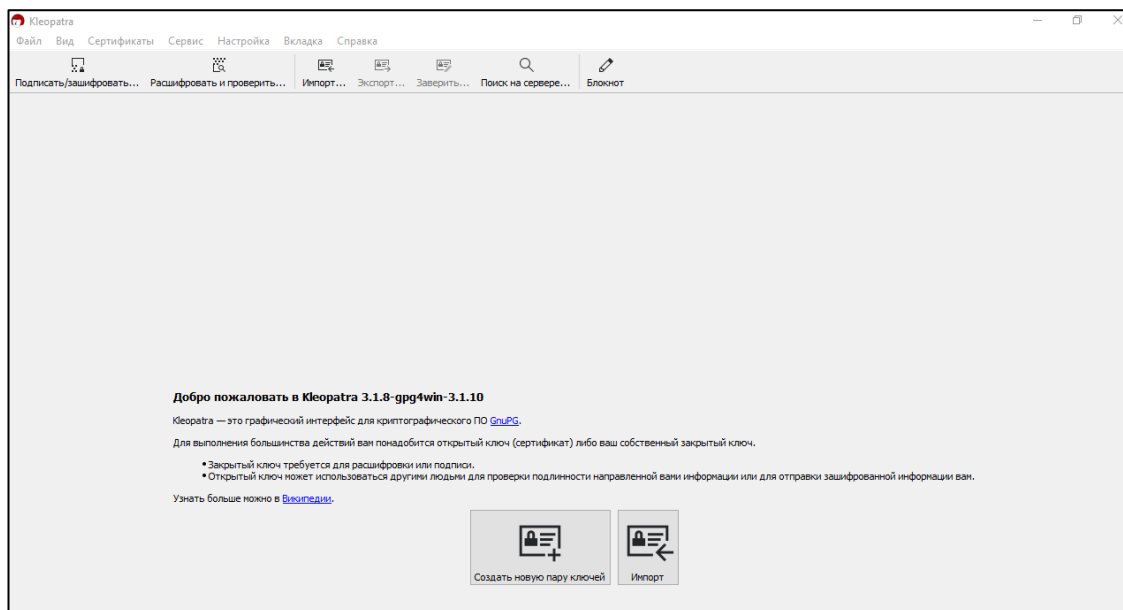 Kleopatra
Файл Вид Сертификаты Сервис Настройка Вкладка Справка
Подписать/зашифровать... Расшифровать и проверить... Импорт... Экспорт... Заверить... Поиск на сервере... Блокнот
Добро пожаловать в Kleopatra 3.1.8-gpg4win-3.1.10
Kleopatra — это графический интерфейс для криптографического ПО GnuPG.
Для выполнения большинства действий вам понадобится открытый ключ (сертификат) либо ваш собственный закрытый ключ.
• Закрытый ключ требуется для расшифровки или подписи.
• Открытый ключ может использоваться другими людьми для проверки подлинности направленной вами информации или для отправки зашифрованной информации вам.
Узнать больше можно в Википедии.
Создать новую пару ключей Импорт